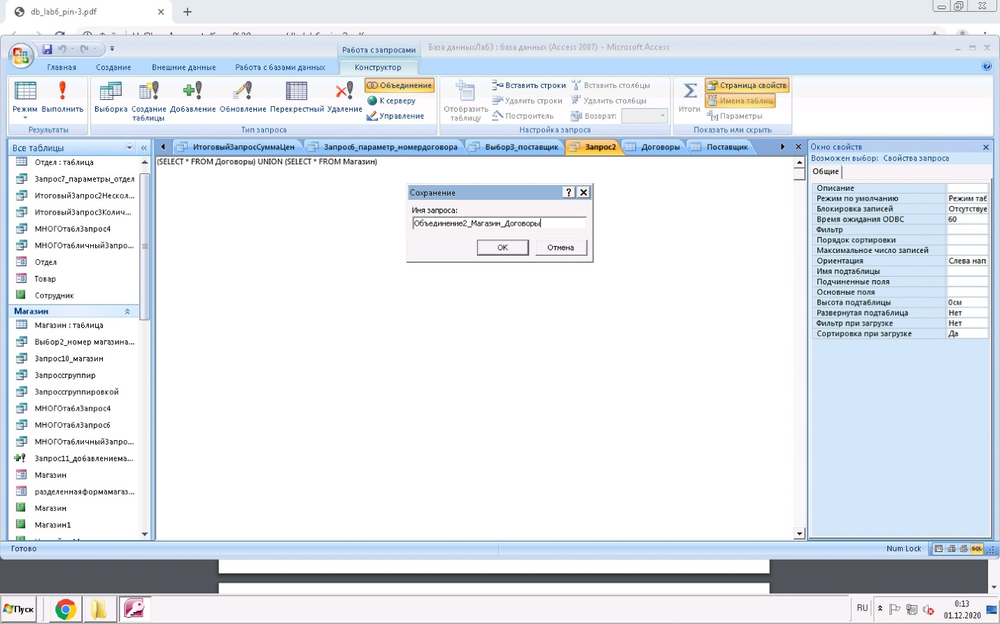 db_lab6_pin-3.pdf
Работа с запросами
База данныхЛаб3 : база данных (Access 2007) - Microsoft Access
Главная
Создание
Внешние данные
Работа с базами данных
Конструктор
Режим
Выполнить
Результаты
Выборка
Создание таблицы
Добавление
Обновление
Перекрестный
Удаление
Объединение
К серверу
Управление
Тип запроса
Отобразить таблицу
Вставить строки
Удалить строки
Построитель
Вставить столбцы
Удалить столбцы
Возврат:
Настройка запроса
Итоги
Страница свойств
Имена таблиц
Параметры
Показать или скрыть
Все таблицы
Отдел : таблица
Запрос7_параметры_отдел
ИтоговыйЗапрос2Нескол...
ИтоговыйЗапрос3Колич...
МНОГОтаблЗапрос4
МНОГОтабличныйЗапро...
Отдел
Товар
Сотрудник
Магазин
Магазин : таблица
Выбор2_номер магазина...
Запрос10_магазин
Запроссгруппир
Запроссгруппировкой
МНОГОтаблЗапрос4
МНОГОтаблЗапрос6
МНОГОтабличныйЗапро...
Запрос11_добавлениема...
Магазин
разделеннаяформамагаз...
Магазин
Магазин1
ИтоговыйЗапросСуммаЦен
Запрос6_параметр_номердоговора
Выбор3_поставщик
Запрос2
Договоры
Поставщик
(SELECT * FROM Договоры) UNION (SELECT * FROM Магазин)
Сохранение
Имя запроса:
Объединение2_Магазин_Договоры
ОК
Отмена
Окно свойств
Возможен выбор: Свойства запроса
Общие
Описание
Режим по умолчанию Режим таб
Блокировка записей Отсутствуе
Время ожидания ODBC 60
Фильтр
Порядок сортировки
Максимальное число записей
Ориентация Слева нап
Имя подтаблицы
Подчиненные поля
Основные поля
Высота подтаблицы 0см
Развернутая подтаблица Нет
Фильтр при загрузке Нет
Сортировка при загрузке Да
Готово
Num Lock
SQL
Пуск
RU
0:13
01.12.2020